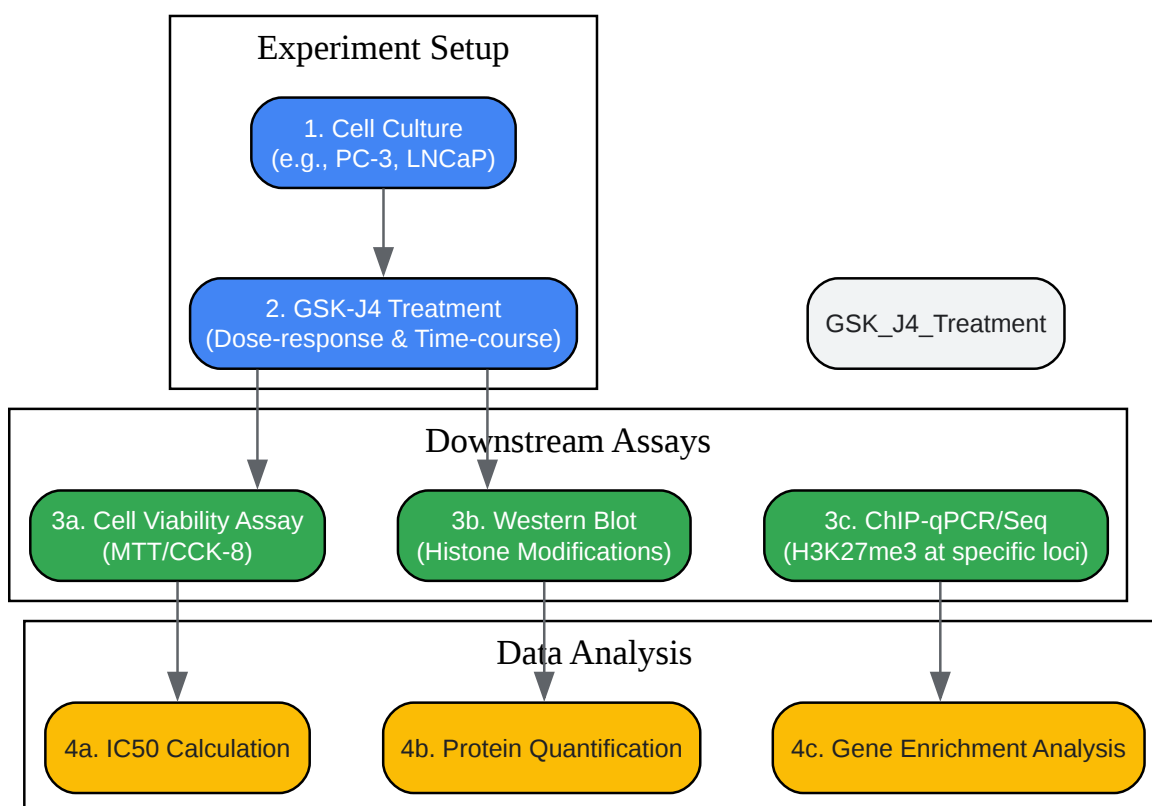 Experiment Setup
1. Cell Culture
(e.g., PC-3, LNCaP)
2. GSK-J4 Treatment
(Dose-response & Time-course)
GSK_J4_Treatment
Downstream Assays
3a. Cell Viability Assay
(MTT/CCK-8)
3b. Western Blot
(Histone Modifications)
3c. ChIP-qPCR/Seq
(H3K27me3 at specific loci)
Data Analysis
4a. IC50 Calculation
4b. Protein Quantification
4c. Gene Enrichment Analysis